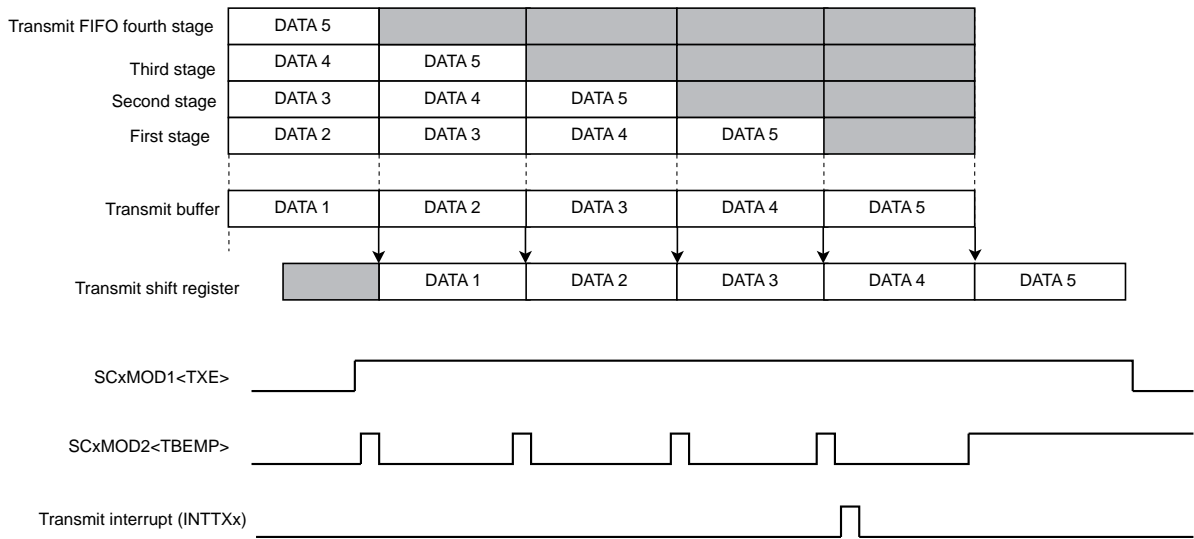 Transmit FIFO fourth stage DATA 5
Third stage DATA 4 DATA 5
Second stage DATA 3 DATA 4 DATA 5
First stage DATA 2 DATA 3 DATA 4 DATA 5
Transmit buffer DATA 1 DATA 2 DATA 3 DATA 4 DATA 5
Transmit shift register DATA 1 DATA 2 DATA 3 DATA 4 DATA 5
SCxMOD1<TXE>
SCxMOD2<TBEMP>
Transmit interrupt (INTTXx)